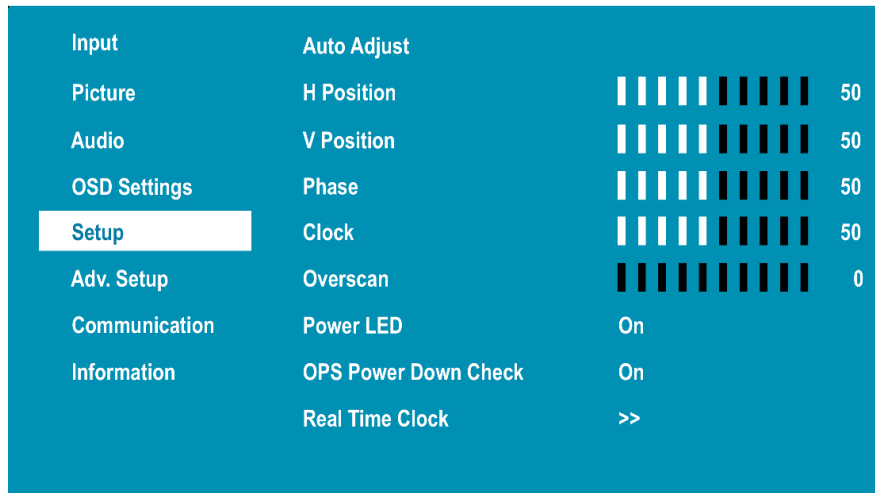 Input
Picture
Audio
OSD Settings
Setup
Adv. Setup
Communication
Information
Auto Adjust
H Position 50
V Position 50
Phase 50
Clock 50
Overscan 0
Power LED On
OPS Power Down Check On
Real Time Clock >>